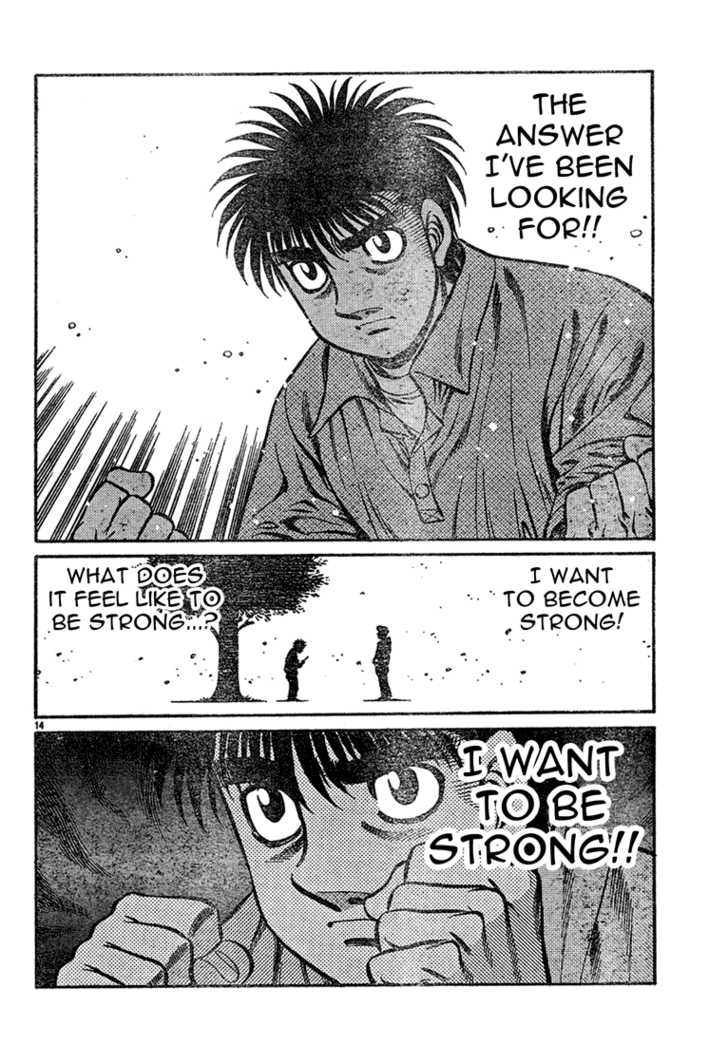 THE
ANSWER
I'VE BEEN
LOOKING
FOR!!
I WANT
TO BECOME
STRONG!
WHAT DOES
IT FEEL LIKE TO
BE STRONG...?
14
I WANT
TO BE
STRONG!!